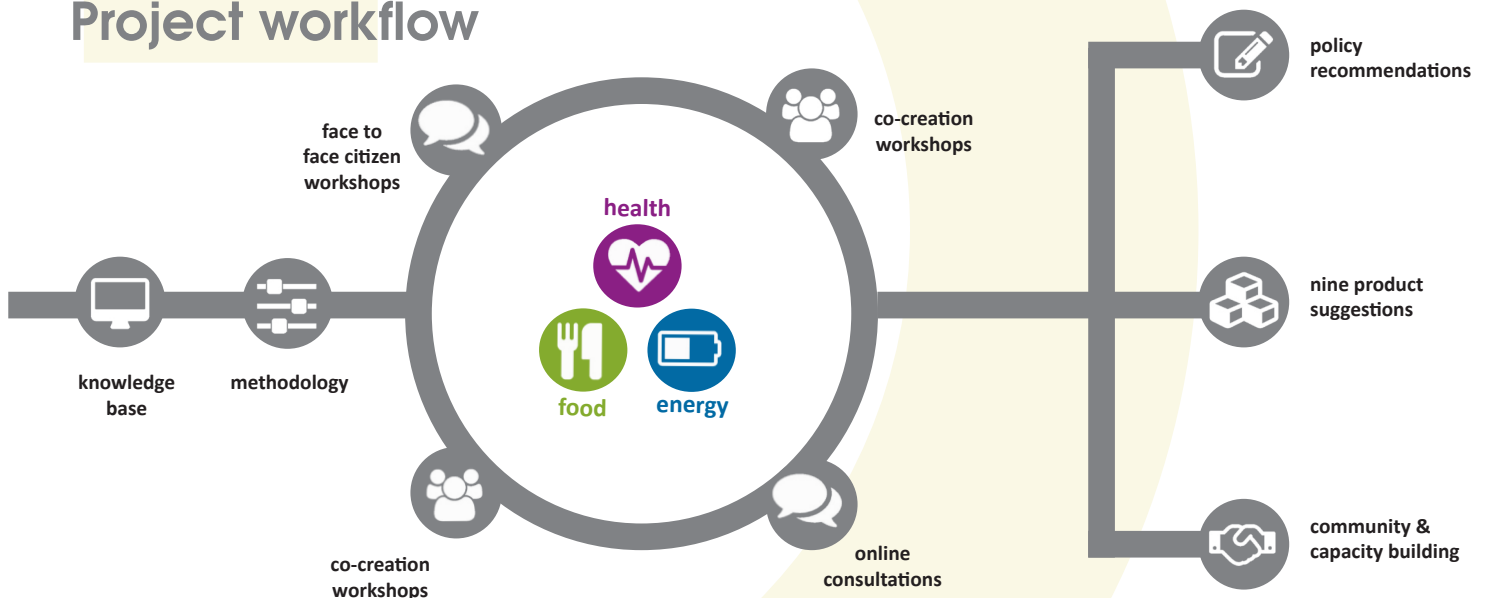 Project workflow
face to
face citizen
workshops
co-creation
workshops
policy
recommendations
health
food
energy
knowledge
base
methodology
nine product
suggestions
co-creation
workshops
online
consultations
community &
capacity building